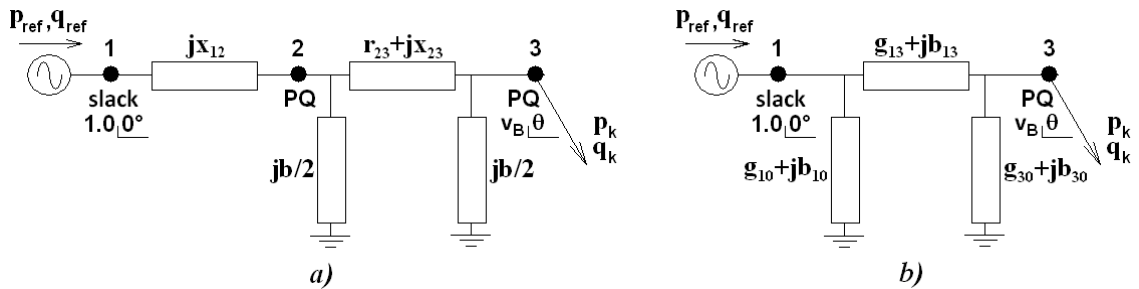 p_ref,q_ref
1
jx_12
2
r_23+jx_23
3
slack
1.0|0°
PQ
PQ
v_B|θ
p_k
q_k
jb/2
jb/2
a)
p_ref,q_ref
1
g_13+jb_13
3
slack
1.0|0°
PQ
v_B|θ
p_k
q_k
g_10+jb_10
g_30+jb_30
b)